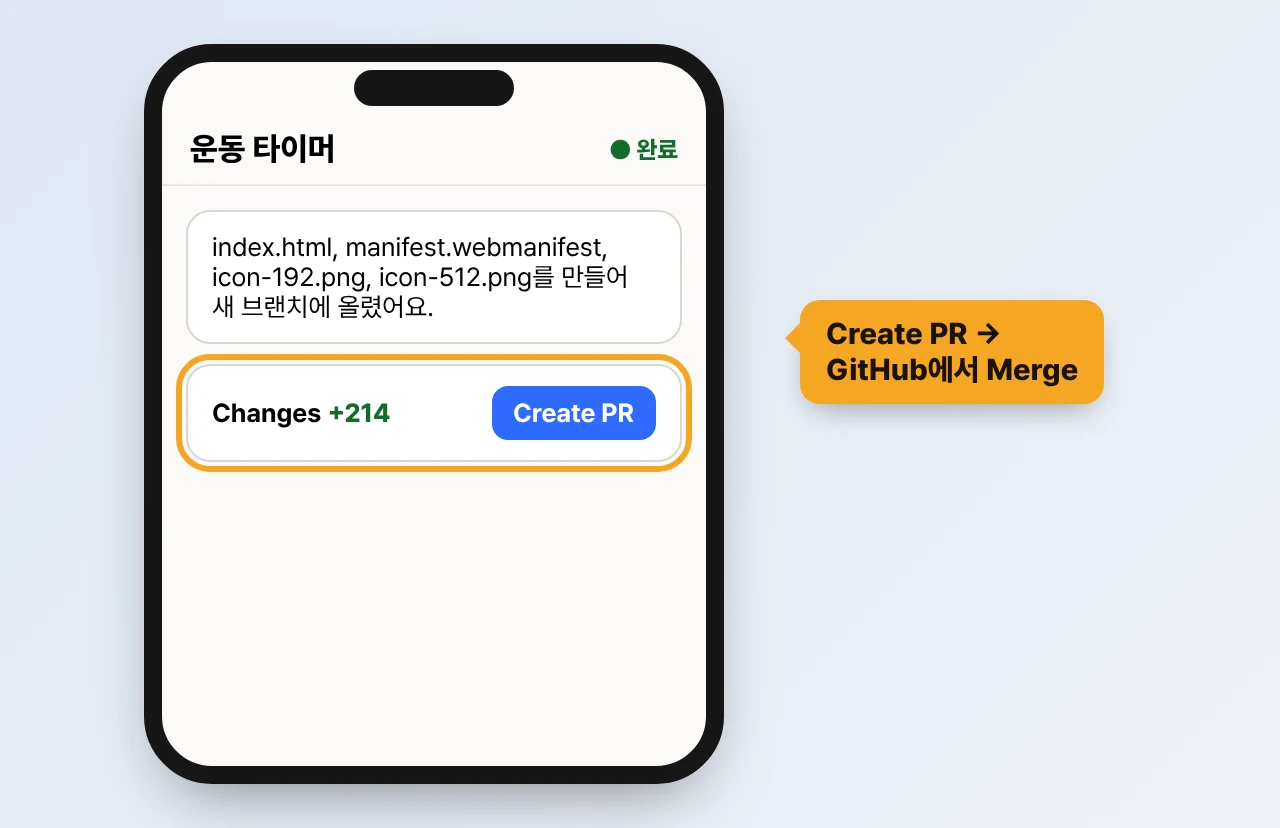 운동 타이머
완료
index.html, manifest.webmanifest,
icon-192.png, icon-512.png를 만들어
새 브랜치에 올렸어요.
Changes +214
Create PR
Create PR →
GitHub에서 Merge